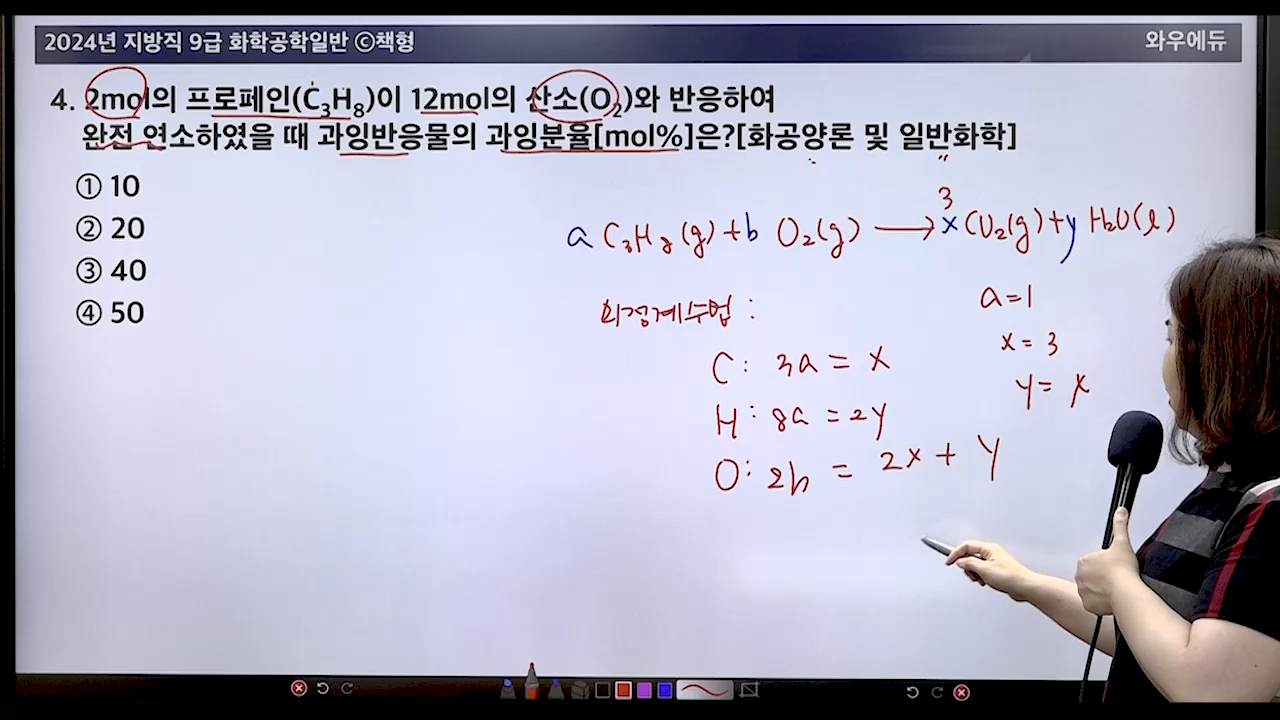 2024년 지방직 9급 화학공학일반 ⓒ책형
와우에듀
4. 2mol의 프로페인(C₃H₈)이 12mol의 산소(O₂)와 반응하여
완전 연소하였을 때 과잉반응물의 과잉분율[mol%]은?[화공양론 및 일반화학]
① 10
② 20
③ 40
④ 50
3
a C₃H₈(g) + b O₂(g) → x CO₂(g) + y H₂O(l)
미정계수법 :
a = 1
x = 3
C : 3a = x
y = x
H : 8a = 2y
O : 2b = 2x + y